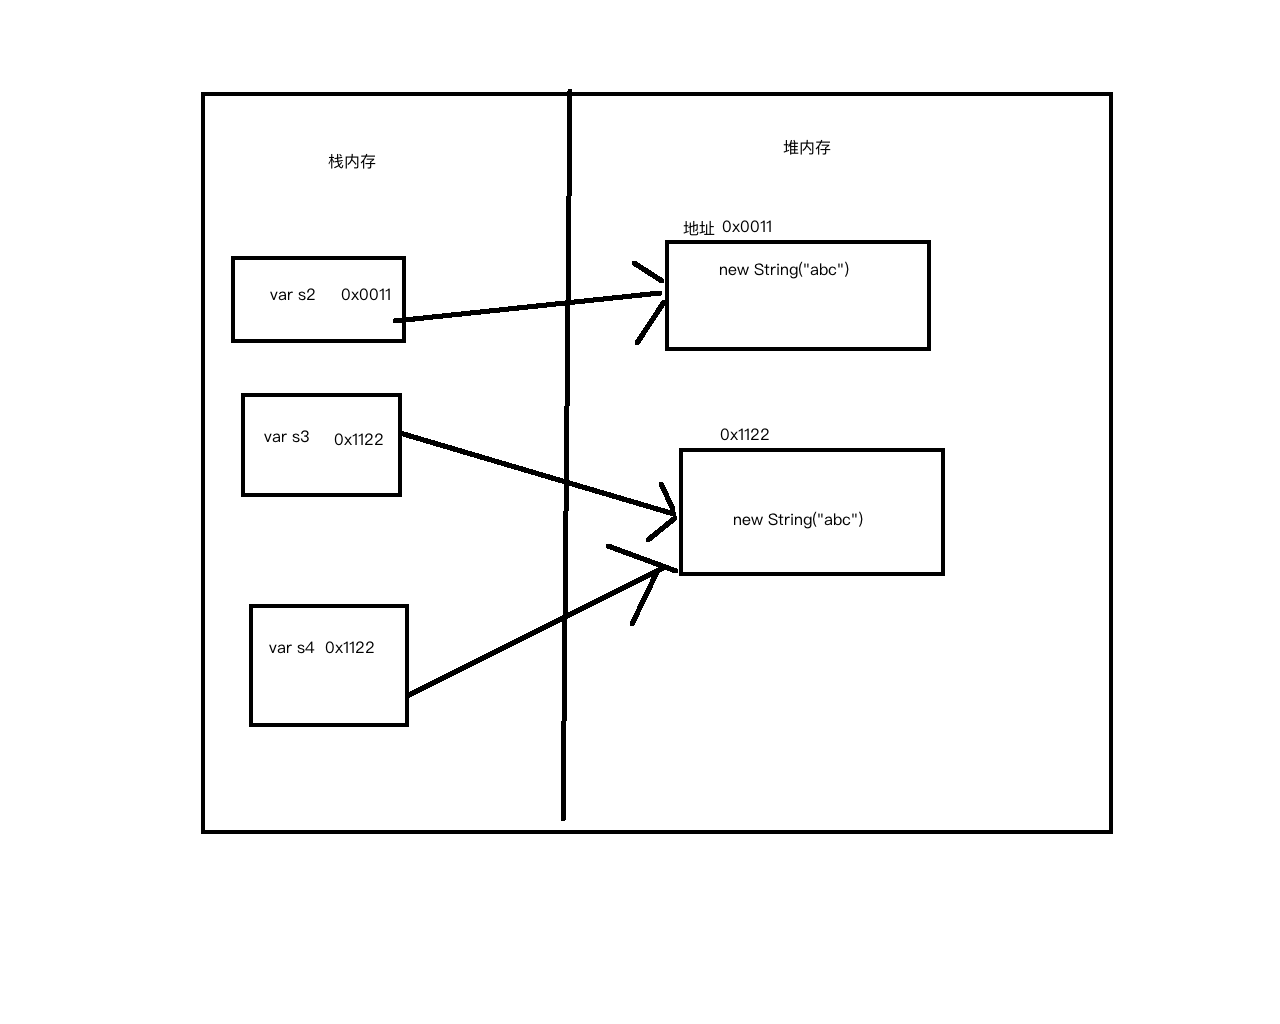 栈内存
堆内存
地址 0x0011
new String("abc")
var s2 0x0011
0x1122
var s3 0x1122
new String("abc")
var s4 0x1122